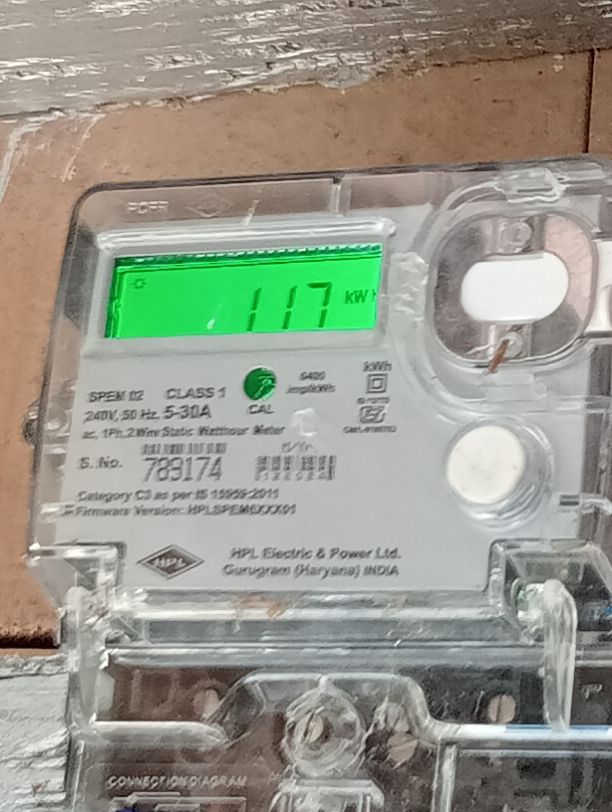 117 kWh
SPEM 02 CLASS 1
6400 imp/kWh
kWh
240V, 50 Hz, 5-30A
CAL
ac, 1Ph,2 Wire Static Watthour Meter
S. No. 789174
Category C3 as per IS 15959:2011
Firmware Version:
HPL
HPL Electric & Power Ltd.
Gurugram (Haryana) INDIA
CONNECTION DIAGRAM